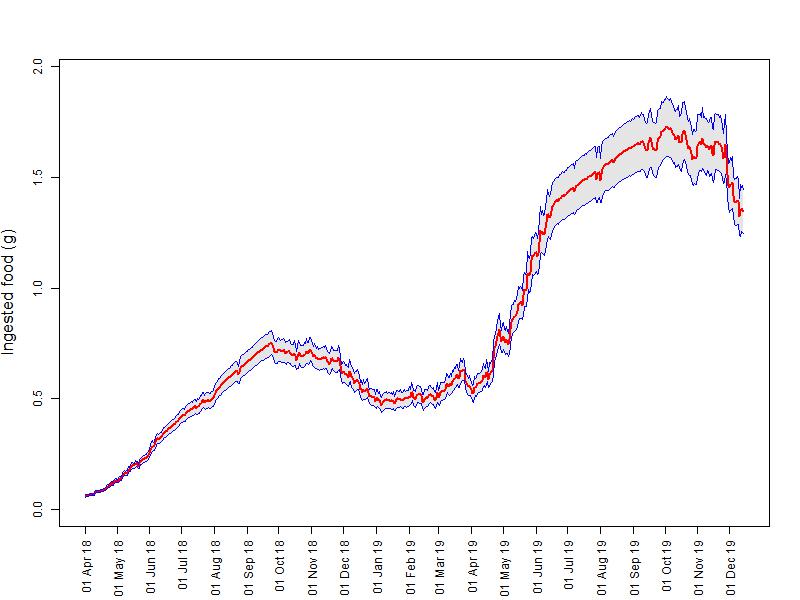 Ingested food (g)
2.0
1.5
1.0
0.5
0.0
01 Apr 18
01 May 18
01 Jun 18
01 Jul 18
01 Aug 18
01 Sep 18
01 Oct 18
01 Nov 18
01 Dec 18
01 Jan 19
01 Feb 19
01 Mar 19
01 Apr 19
01 May 19
01 Jun 19
01 Jul 19
01 Aug 19
01 Sep 19
01 Oct 19
01 Nov 19
01 Dec 19